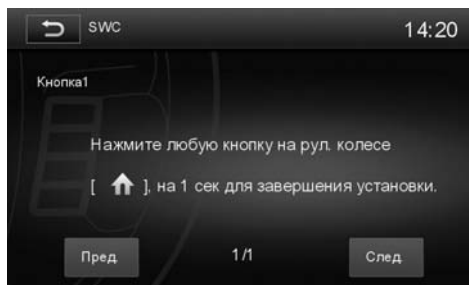 SWC 14:20
Кнопка1
Нажмите любую кнопку на рул. колесе
[ ], на 1 сек для завершения установки.
Пред. 1/1 След.